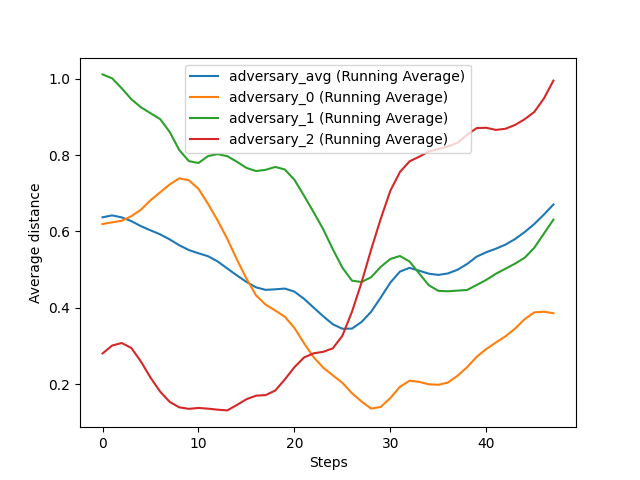 adversary_avg (Running Average)
adversary_0 (Running Average)
adversary_1 (Running Average)
adversary_2 (Running Average)
1.0
0.8
0.6
0.4
0.2
Average distance
0
10
20
30
40
Steps